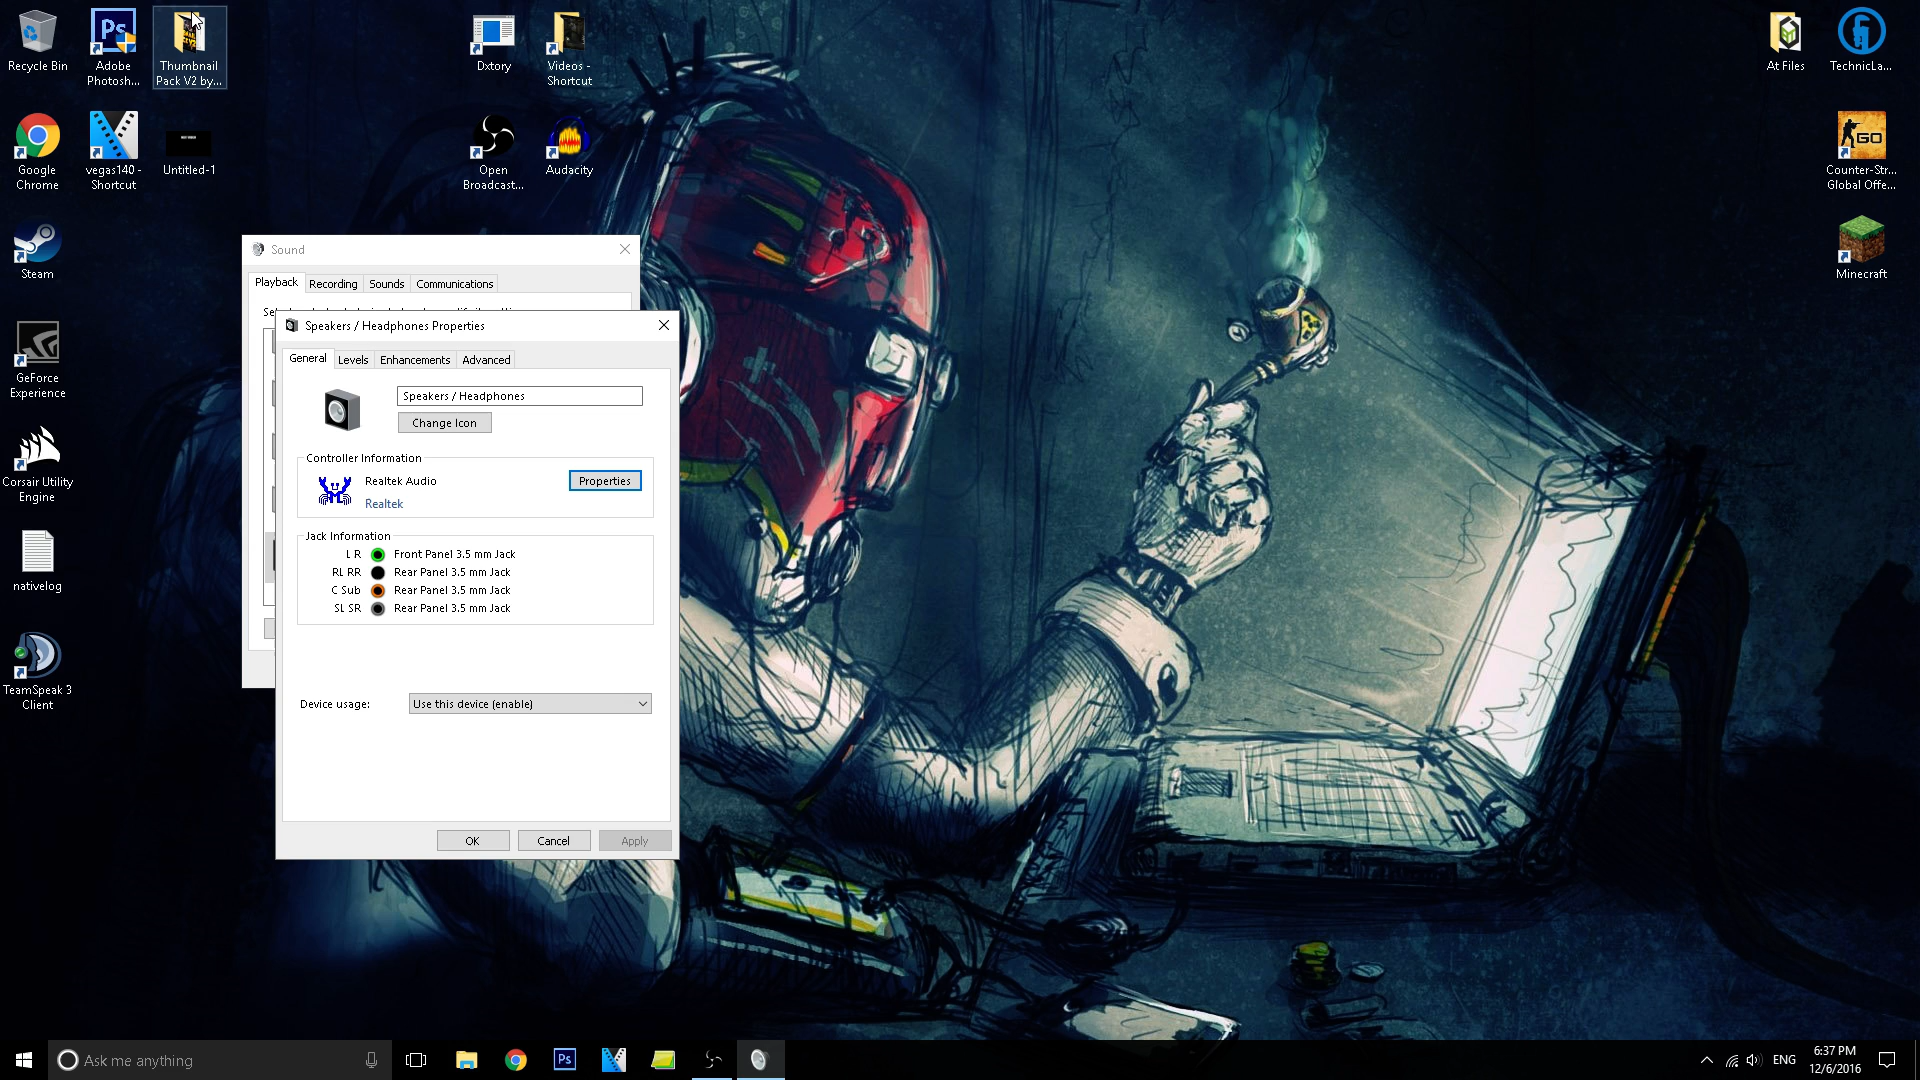 Recycle Bin
Adobe
Photosh...
Thumbnail
Pack V2 by...
Dxtory
Videos -
Shortcut
At Files
TechnicLa...
Google
Chrome
vegas140 -
Shortcut
Untitled-1
Open
Broadcast...
Audacity
GO
Counter-Str...
Global Offe...
Steam
Minecraft
GeForce
Experience
Corsair Utility
Engine
nativelog
TeamSpeak 3
Client
Sound
Playback
Recording
Sounds
Communications
Speakers / Headphones Properties
General
Levels
Enhancements
Advanced
Speakers / Headphones
Change Icon
Controller Information
Realtek Audio
Properties
Realtek
Jack Information
L R Front Panel 3.5 mm Jack
RL RR Rear Panel 3.5 mm Jack
C Sub Rear Panel 3.5 mm Jack
SL SR Rear Panel 3.5 mm Jack
Device usage:
Use this device (enable)
OK
Cancel
Apply
Ask me anything
Ps
ENG
6:37 PM
12/6/2016